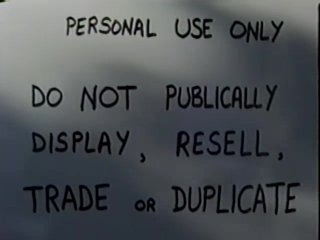 PERSONAL USE ONLY
DO NOT PUBLICALLY
DISPLAY, RESELL,
TRADE OR DUPLICATE